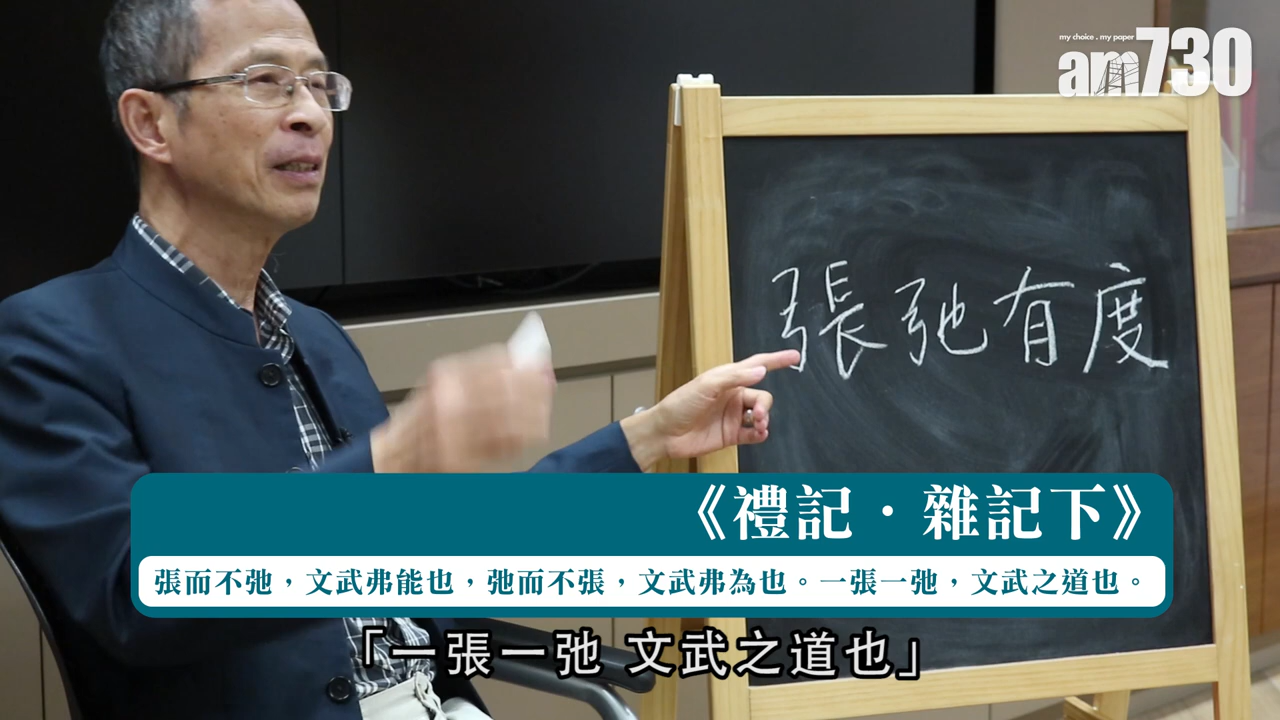 my choice . my paper
am730
張弛有度
《禮記．雜記下》
張而不弛，文武弗能也，弛而不張，文武弗為也。一張一弛，文武之道也。
「一張一弛 文武之道也」